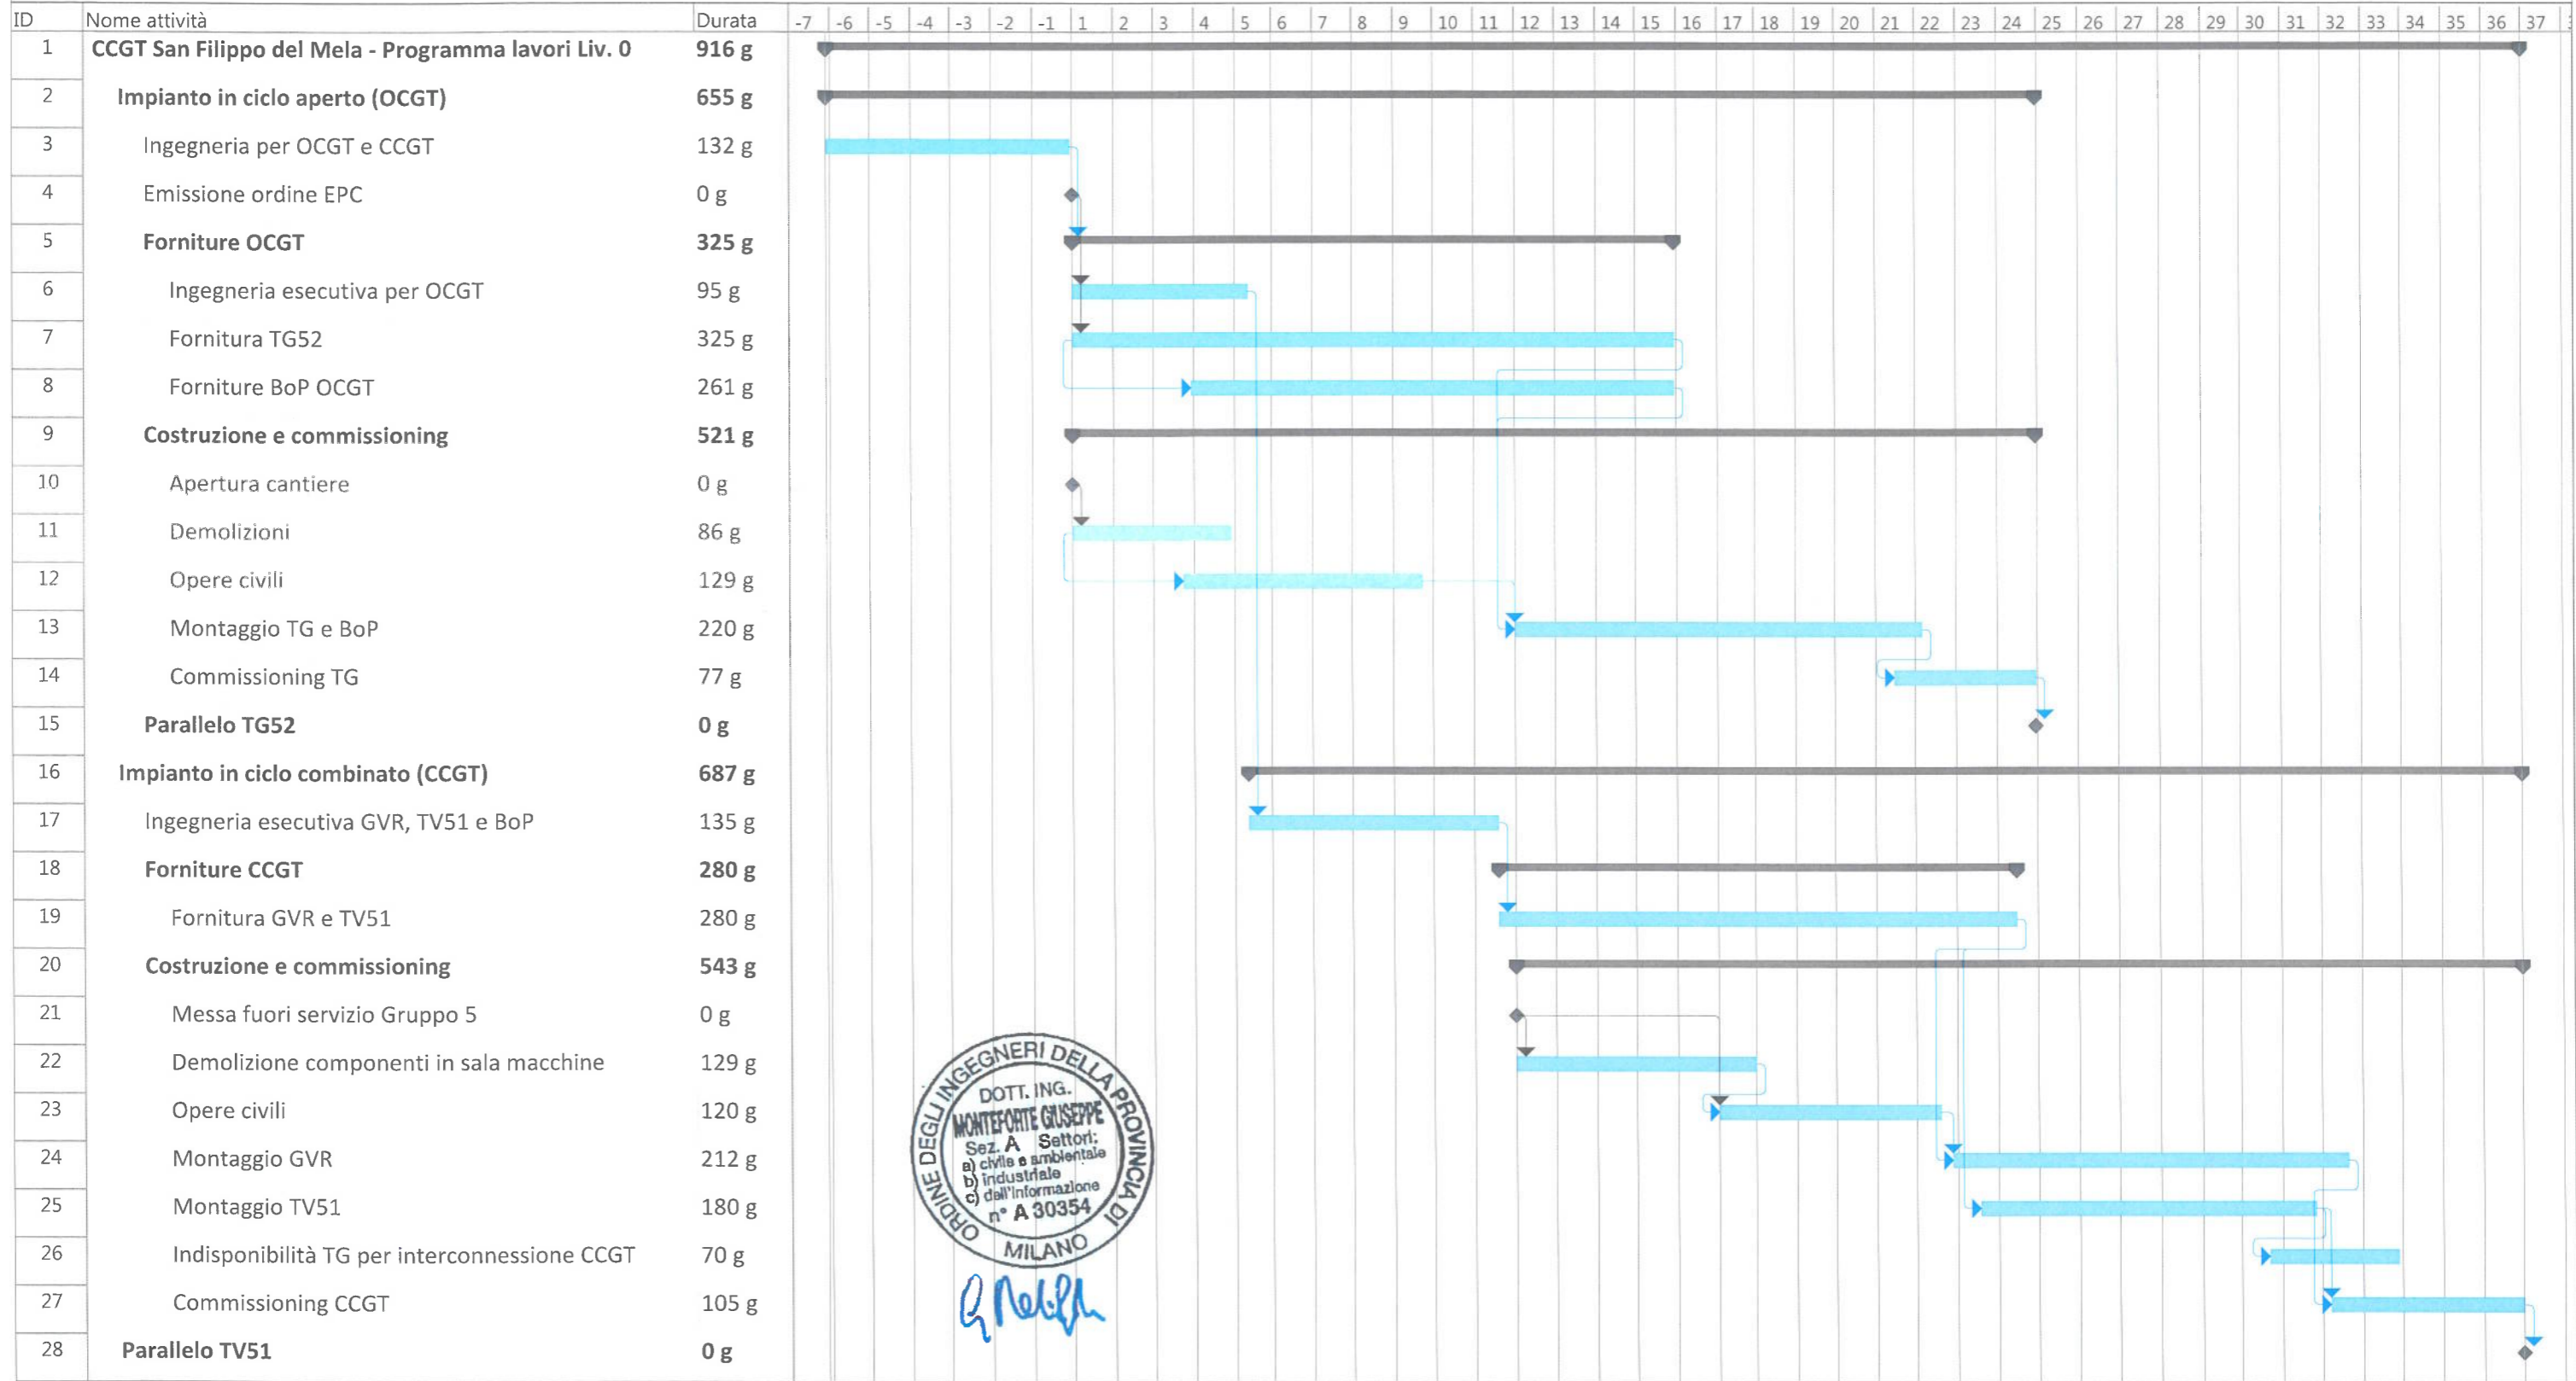 ID Nome attività Durata -7 -6 -5 -4 -3 -2 -1 1 2 3 4 5 6 7 8 9 10 11 12 13 14 15 16 17 18 19 20 21 22 23 24 25 26 27 28 29 30 31 32 33 34 35 36 37
1 CCGT San Filippo del Mela - Programma lavori Liv. 0 916 g
2 Impianto in ciclo aperto (OCGT) 655 g
3 Ingegneria per OCGT e CCGT 132 g
4 Emissione ordine EPC 0 g
5 Forniture OCGT 325 g
6 Ingegneria esecutiva per OCGT 95 g
7 Fornitura TG52 325 g
8 Forniture BoP OCGT 261 g
9 Costruzione e commissioning 521 g
10 Apertura cantiere 0 g
11 Demolizioni 86 g
12 Opere civili 129 g
13 Montaggio TG e BoP 220 g
14 Commissioning TG 77 g
15 Parallelo TG52 0 g
16 Impianto in ciclo combinato (CCGT) 687 g
17 Ingegneria esecutiva GVR, TV51 e BoP 135 g
18 Forniture CCGT 280 g
19 Fornitura GVR e TV51 280 g
20 Costruzione e commissioning 543 g
21 Messa fuori servizio Gruppo 5 0 g
22 Demolizione componenti in sala macchine 129 g
23 Opere civili 120 g
24 Montaggio GVR 212 g
25 Montaggio TV51 180 g
26 Indisponibilità TG per interconnessione CCGT 70 g
27 Commissioning CCGT 105 g
28 Parallelo TV51 0 g
ORDINE DEGLI INGEGNERI DELLA PROVINCIA DI MILANO
DOTT. ING.
MONTEFORTE GIUSEPPE
Sez. A Settori:
a) civile e ambientale
b) industriale
c) dell'informazione
n° A 30354